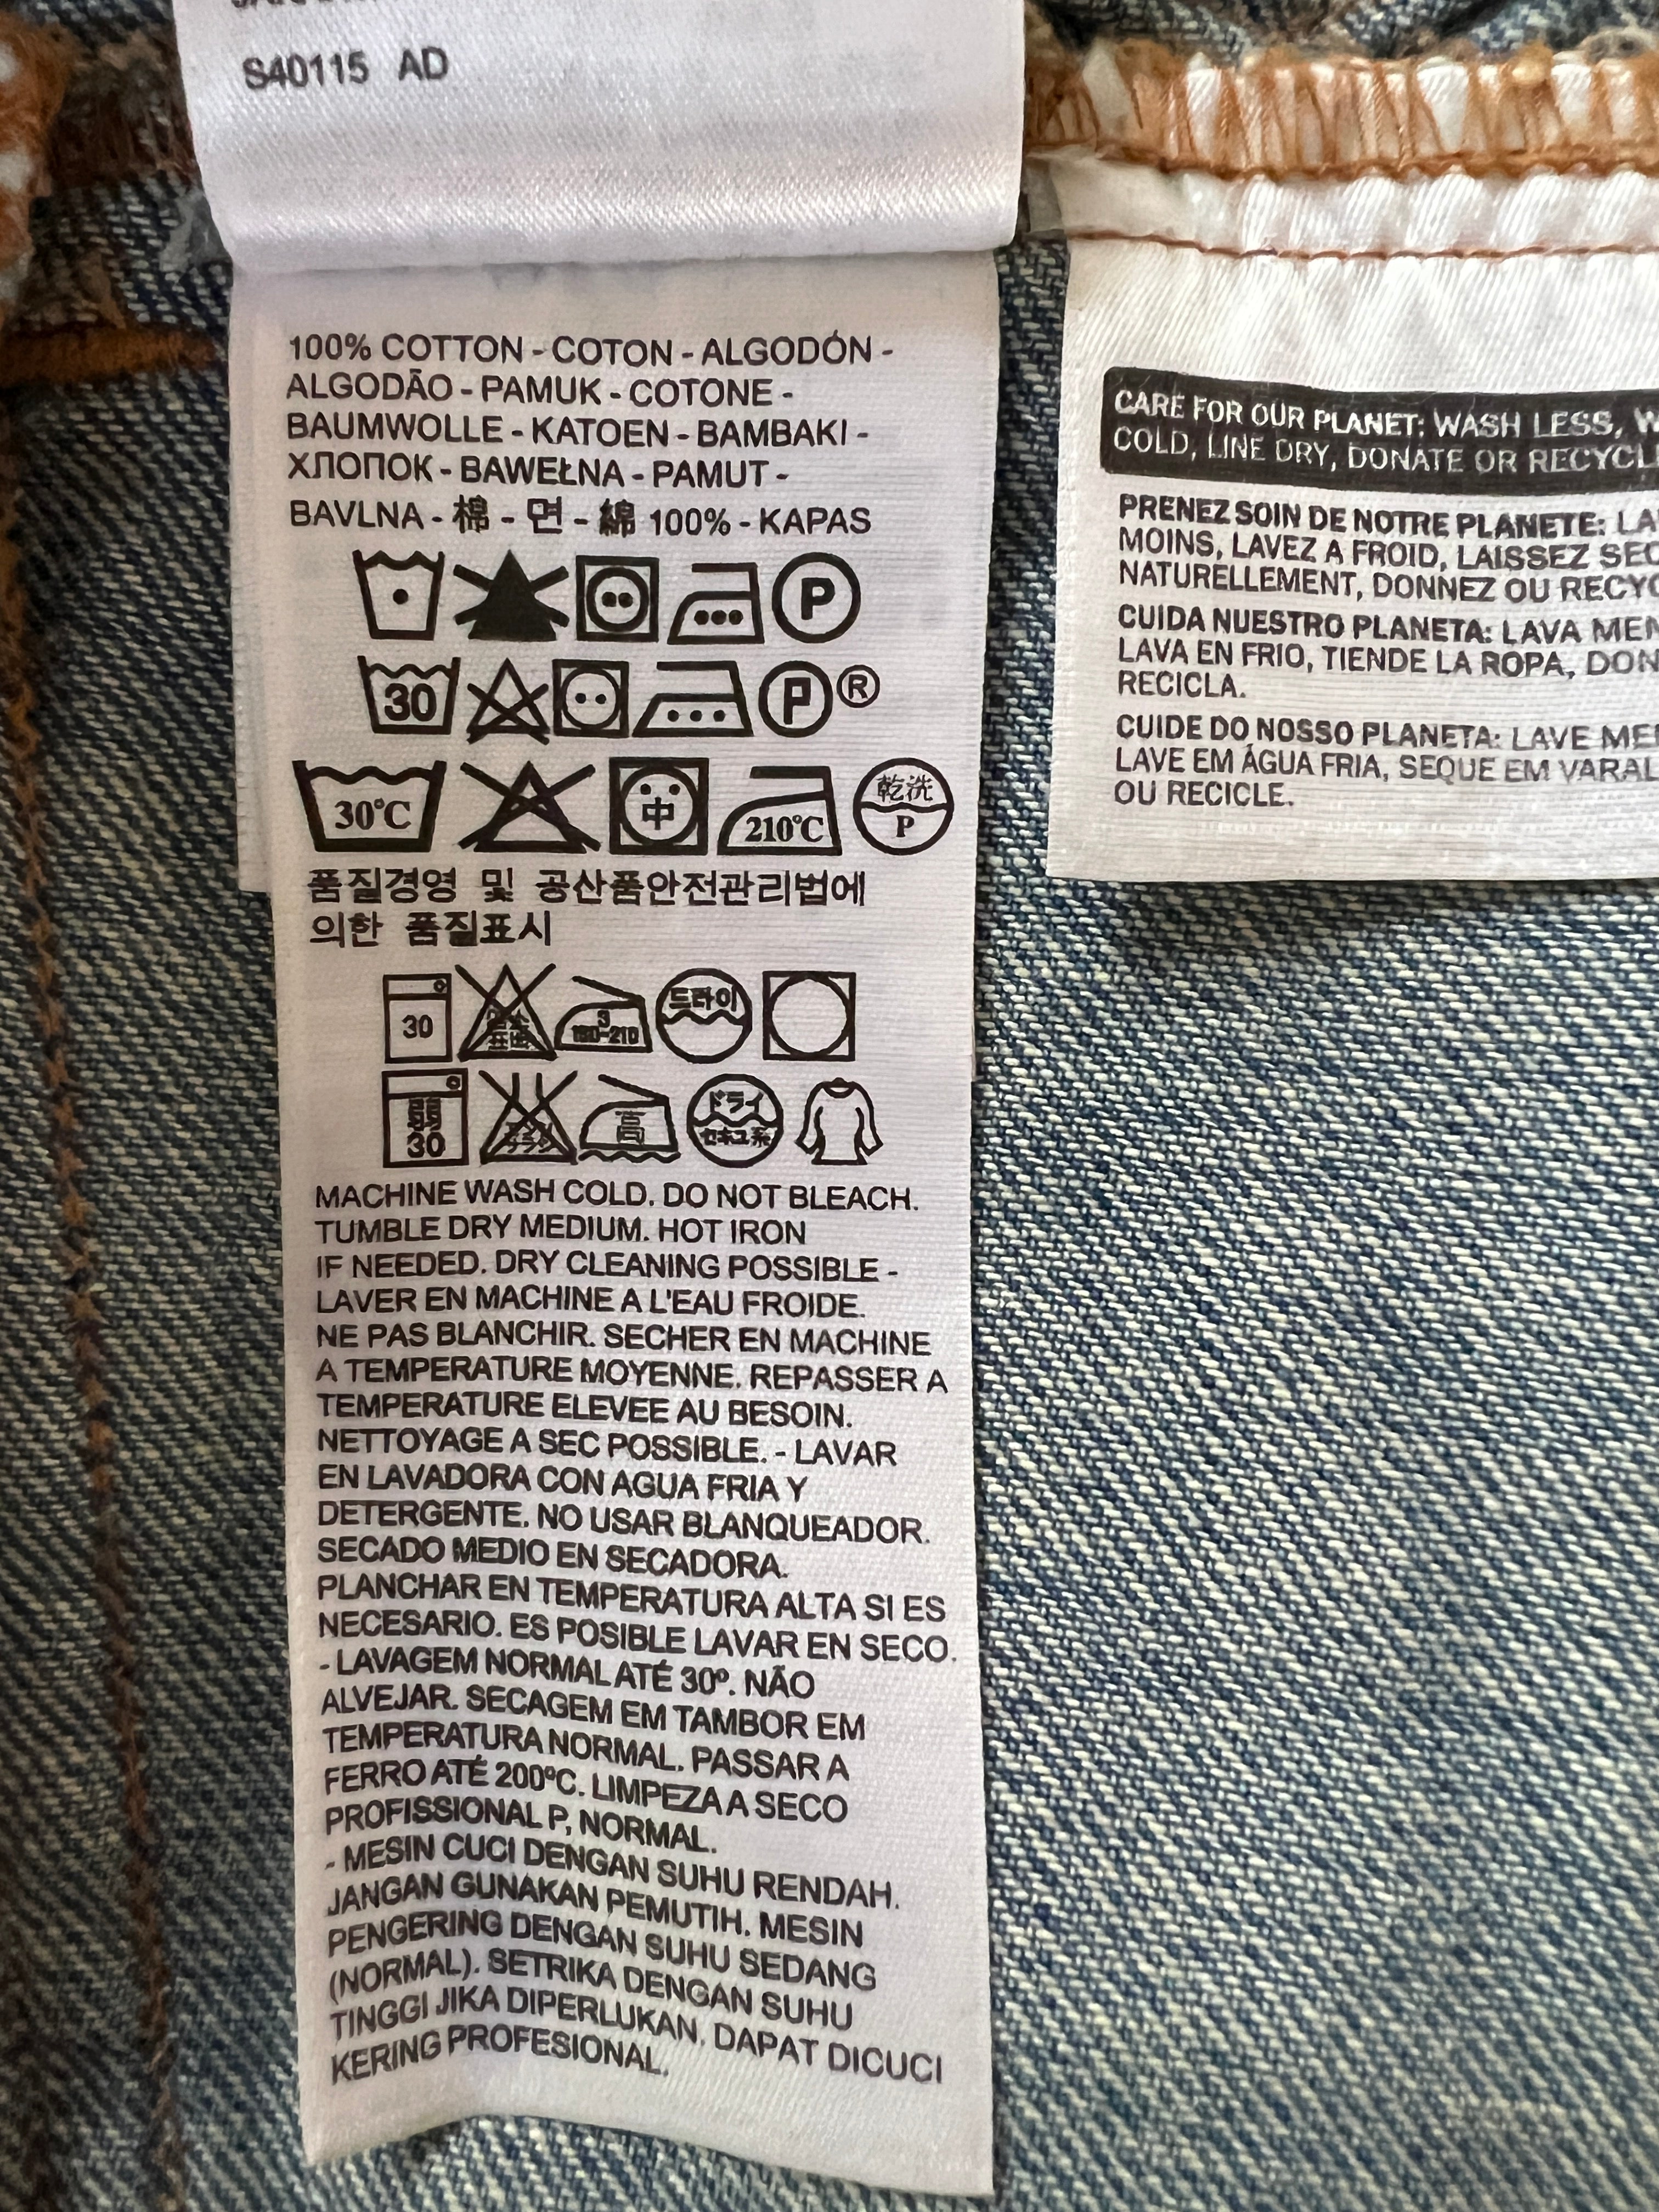 S40115 AD
100% COTTON - COTON - ALGODÓN -
ALGODÃO - PAMUK - COTONE -
BAUMWOLLE - KATOEN - BAMBAKI -
ХЛОПОК - BAWEŁNA - PAMUT -
BAVLNA - 棉 - 면 - 綿 100% - KAPAS
P
30 P ®
30°C 中 210°C 乾洗 P
품질경영 및 공산품안전관리법에
의한 품질표시
30 3 180~210 드라이
弱 30 高 ドライ
MACHINE WASH COLD. DO NOT BLEACH.
TUMBLE DRY MEDIUM. HOT IRON
IF NEEDED. DRY CLEANING POSSIBLE -
LAVER EN MACHINE A L'EAU FROIDE.
NE PAS BLANCHIR. SECHER EN MACHINE
A TEMPERATURE MOYENNE. REPASSER A
TEMPERATURE ELEVEE AU BESOIN.
NETTOYAGE A SEC POSSIBLE. - LAVAR
EN LAVADORA CON AGUA FRIA Y
DETERGENTE. NO USAR BLANQUEADOR.
SECADO MEDIO EN SECADORA.
PLANCHAR EN TEMPERATURA ALTA SI ES
NECESARIO. ES POSIBLE LAVAR EN SECO.
- LAVAGEM NORMAL ATÉ 30º. NÃO
ALVEJAR. SECAGEM EM TAMBOR EM
TEMPERATURA NORMAL. PASSAR A
FERRO ATÉ 200ºC. LIMPEZA A SECO
PROFISSIONAL P, NORMAL.
- MESIN CUCI DENGAN SUHU RENDAH.
JANGAN GUNAKAN PEMUTIH. MESIN
PENGERING DENGAN SUHU SEDANG
(NORMAL). SETRIKA DENGAN SUHU
TINGGI JIKA DIPERLUKAN. DAPAT DICUCI
KERING PROFESIONAL.
CARE FOR OUR PLANET: WASH LESS,
COLD, LINE DRY, DONATE OR
PRENEZ SOIN DE NOTRE PLANETE:
MOINS, LAVEZ A FROID, LAISSEZ
NATURELLEMENT, DONNEZ OU
CUIDA NUESTRO PLANETA: LAVA
LAVA EN FRIO, TIENDE LA ROPA,
RECICLA.
CUIDE DO NOSSO PLANETA: LAVE
LAVE EM ÁGUA FRIA, SEQUE EM VARAL
OU RECICLE.